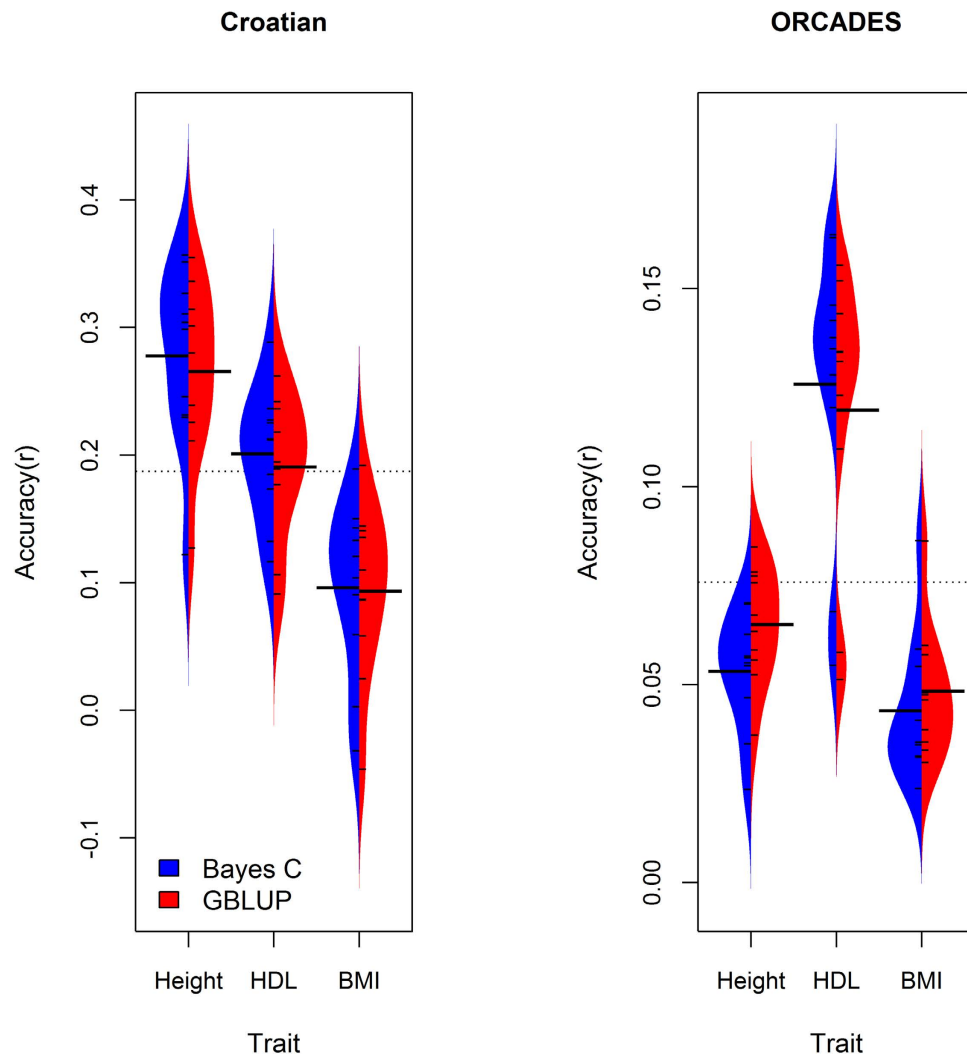 Croatian
Accuracy(r)
0.4
0.3
0.2
0.1
0.0
-0.1
Bayes C
GBLUP
Height HDL BMI
Trait
ORCADES
Accuracy(r)
0.15
0.10
0.05
0.00
Height HDL BMI
Trait